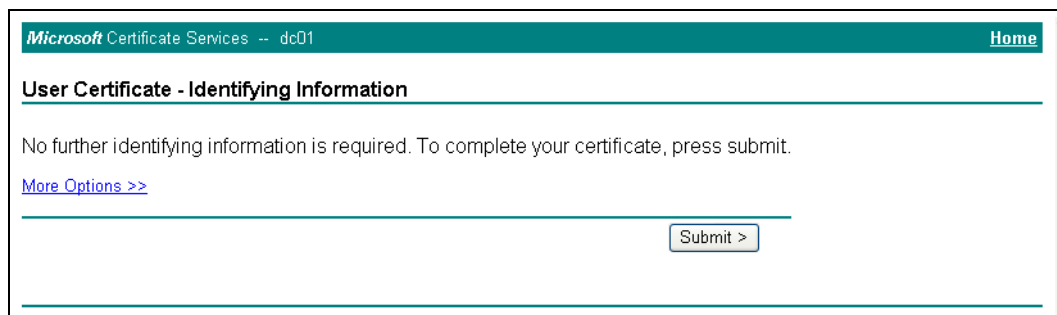 Microsoft Certificate Services -- dc01 Home
User Certificate - Identifying Information
No further identifying information is required. To complete your certificate, press submit.
More Options >>
Submit >